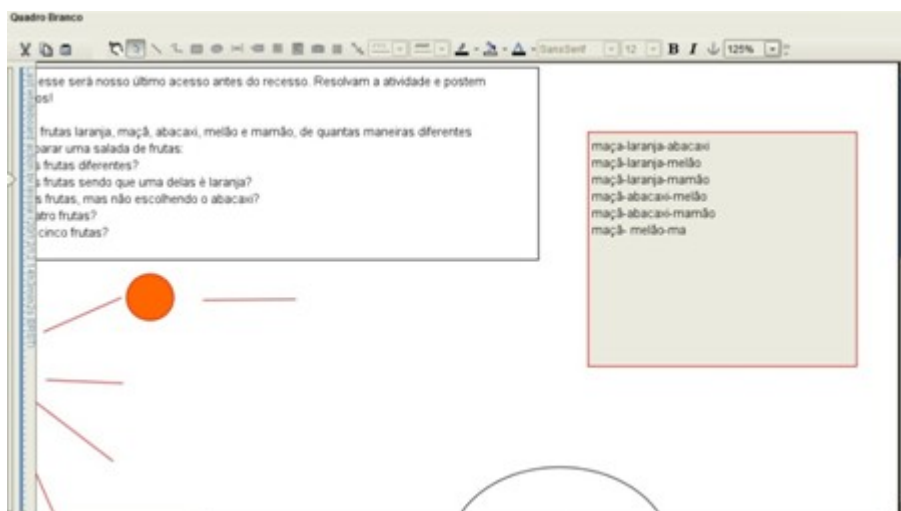 Quadro Branco
SansSerif 12 B I 125%
esse será nosso último acesso antes do recesso. Resolvam a atividade e postem
os!
frutas laranja, maçã, abacaxi, melão e mamão, de quantas maneiras diferentes
parar uma salada de frutas:
s frutas diferentes?
s frutas sendo que uma delas è laranja?
s frutas, mas não escolhendo o abacaxi?
atro frutas?
cinco frutas?
maça-laranja-abacaxi
maçã-laranja-melão
maçã-laranja-mamão
maçã-abacaxi-melão
maçã-abacaxi-mamão
maçã- melão-ma